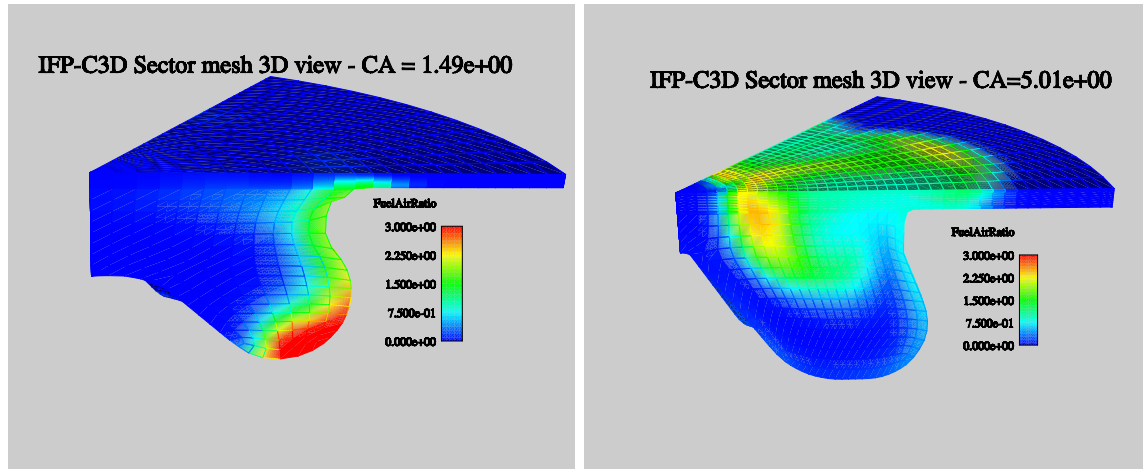 IFP-C3D Sector mesh 3D view - CA = 1.49e+00
FuelAirRatio
3.000e+00
2.250e+00
1.500e+00
7.500e-01
0.000e+00
IFP-C3D Sector mesh 3D view - CA=5.01e+00
FuelAirRatio
3.000e+00
2.250e+00
1.500e+00
7.500e-01
0.000e+00